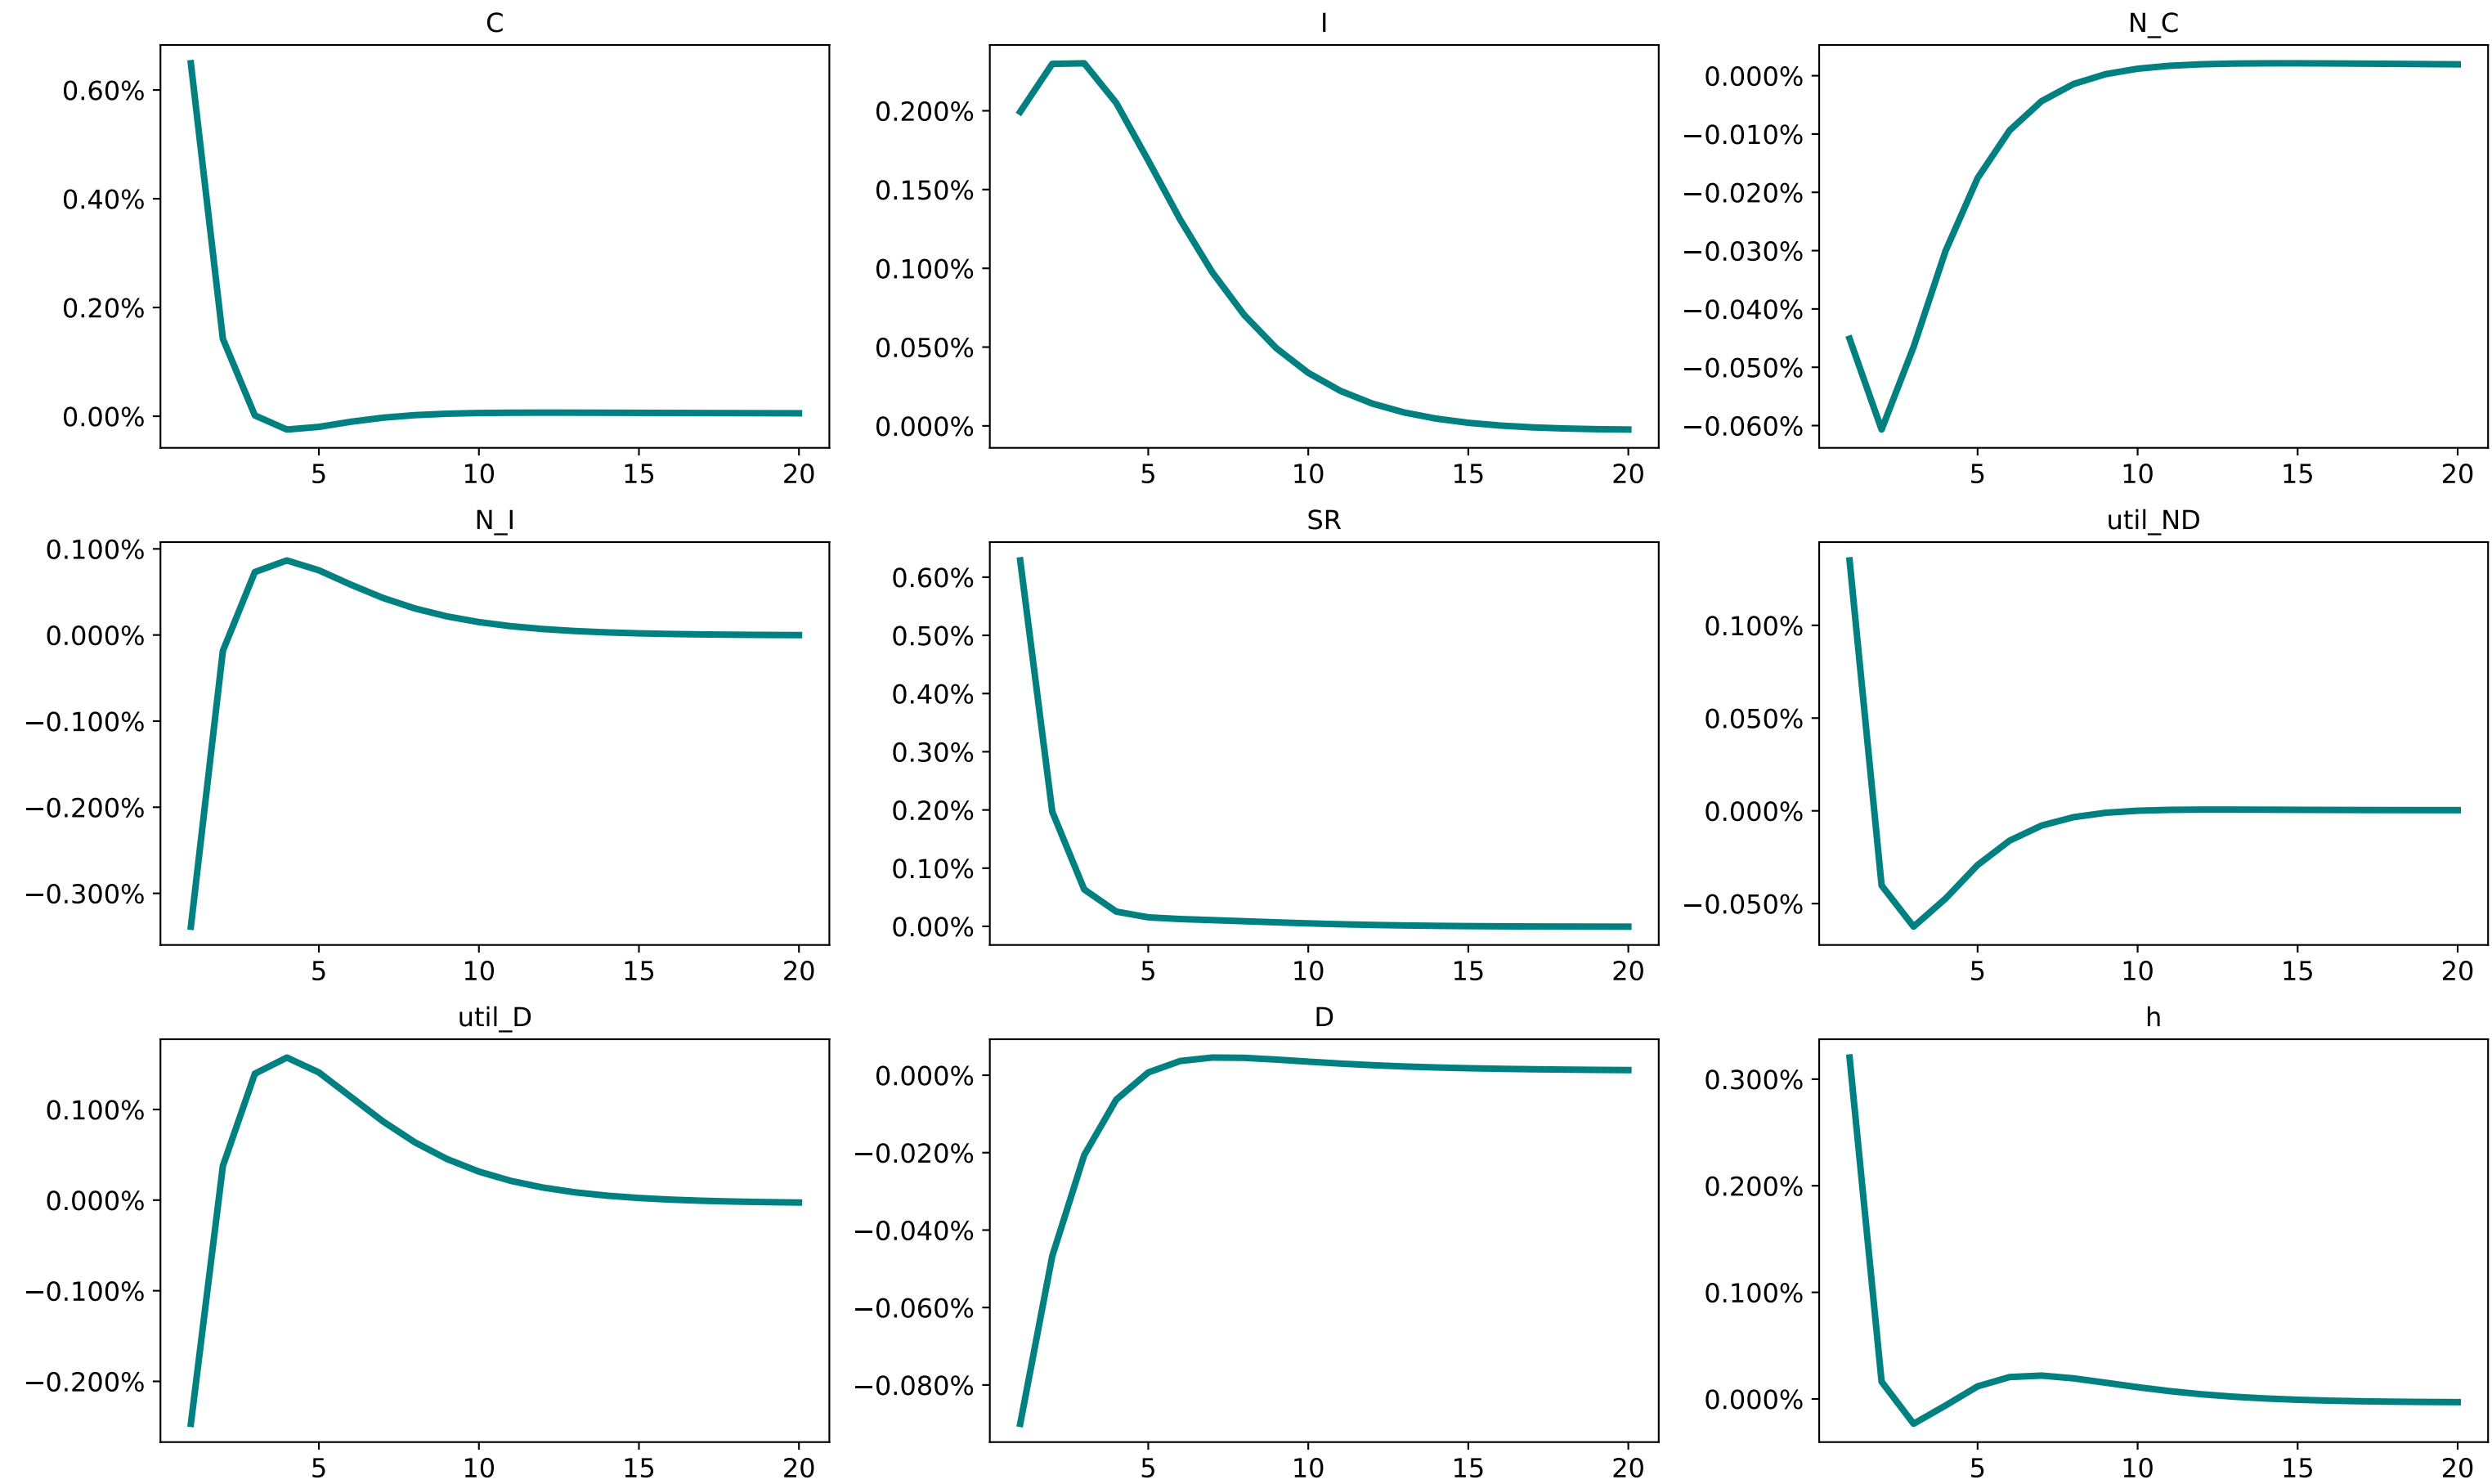 C I N_C
0.60% 0.200% 0.000%
0.40% 0.150% −0.010%
0.20% 0.100% −0.020%
0.00% 0.050% −0.030%
0.000% −0.040%
−0.050%
−0.060%
5 10 15 20 5 10 15 20 5 10 15 20
N_I SR util_ND
0.100% 0.60% 0.100%
0.000% 0.50% 0.050%
−0.100% 0.40% 0.000%
−0.200% 0.30% −0.050%
−0.300% 0.20%
0.10%
0.00%
5 10 15 20 5 10 15 20 5 10 15 20
util_D D h
0.100% 0.000% 0.300%
0.000% −0.020% 0.200%
−0.100% −0.040% 0.100%
−0.200% −0.060% 0.000%
−0.080%
5 10 15 20 5 10 15 20 5 10 15 20